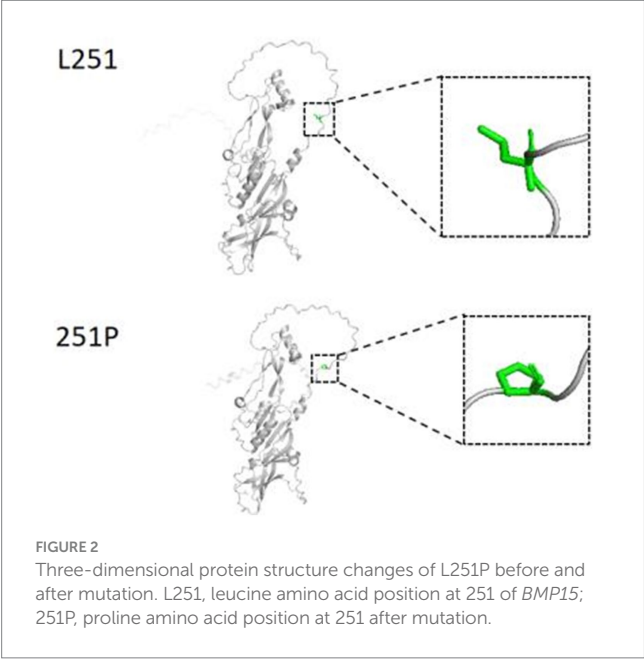 L251
251P
FIGURE 2
Three-dimensional protein structure changes of L251P before and
after mutation. L251, leucine amino acid position at 251 of BMP15;
251P, proline amino acid position at 251 after mutation.